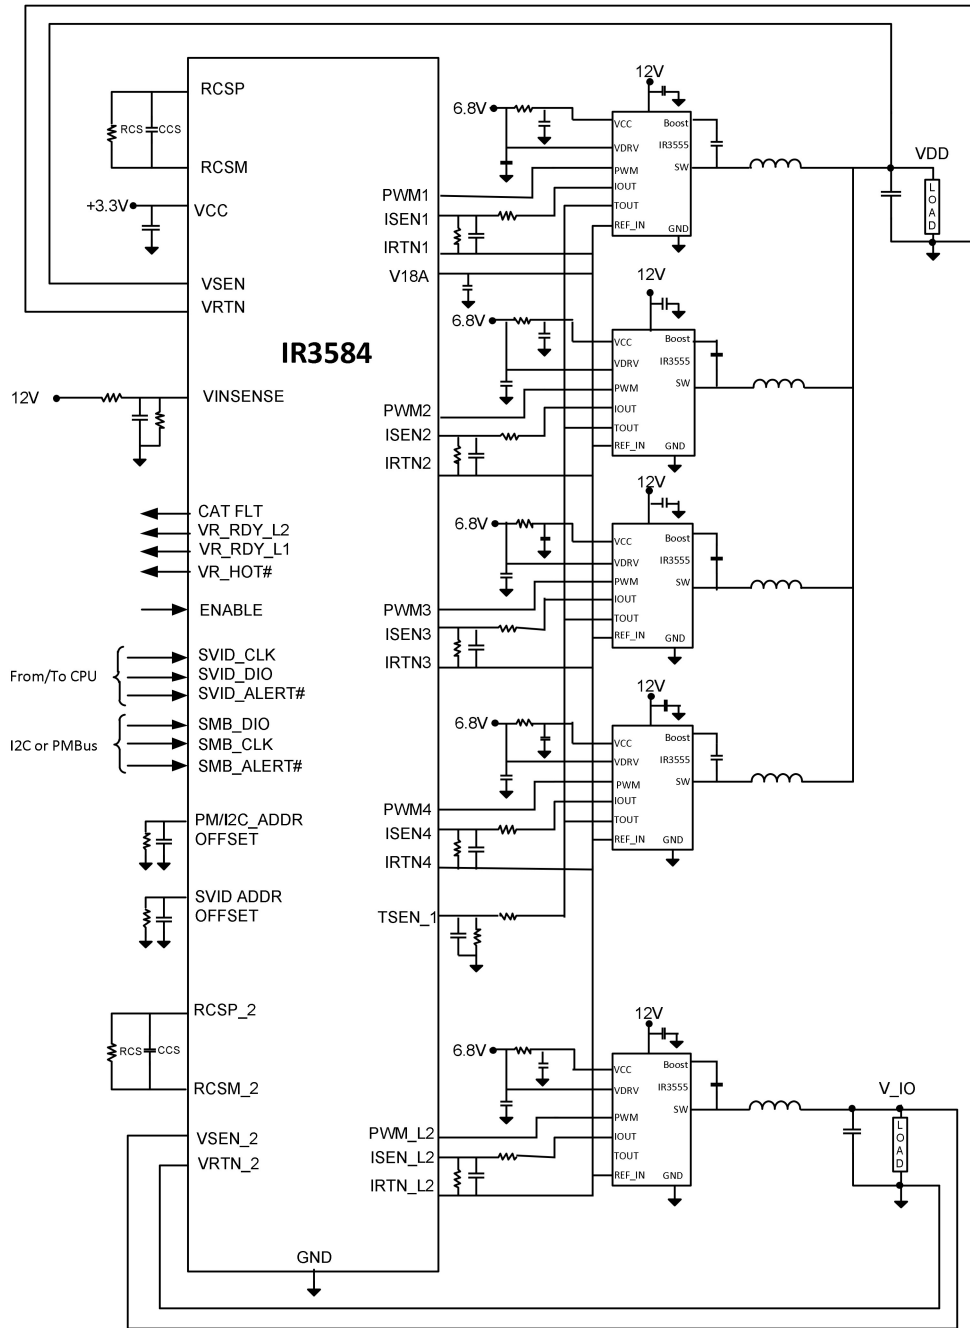 RCSP
RCS
CCS
RCSM
+3.3V
VCC
VSEN
VRTN
IR3584
12V
VINSENSE
CAT FLT
VR_RDY_L2
VR_RDY_L1
VR_HOT#
ENABLE
From/To CPU
SVID_CLK
SVID_DIO
SVID_ALERT#
I2C or PMBus
SMB_DIO
SMB_CLK
SMB_ALERT#
PM/I2C_ADDR
OFFSET
SVID ADDR
OFFSET
RCSP_2
RCS
CCS
RCSM_2
VSEN_2
VRTN_2
GND
PWM1
ISEN1
IRTN1
V18A
PWM2
ISEN2
IRTN2
PWM3
ISEN3
IRTN3
PWM4
ISEN4
IRTN4
TSEN_1
PWM_L2
ISEN_L2
IRTN_L2
12V
6.8V
VCC
Boost
IR3555
VDRV
PWM
SW
IOUT
TOUT
REF_IN
GND
VDD
LOAD
12V
6.8V
VCC
Boost
IR3555
VDRV
SW
PWM
IOUT
TOUT
REF_IN
GND
12V
6.8V
VCC
Boost
IR3555
VDRV
PWM
SW
IOUT
TOUT
REF_IN
GND
12V
6.8V
VCC
Boost
IR3555
VDRV
PWM
SW
IOUT
TOUT
REF_IN
GND
12V
6.8V
VCC
Boost
IR3555
VDRV
SW
PWM
IOUT
TOUT
REF_IN
GND
V_IO
LOAD